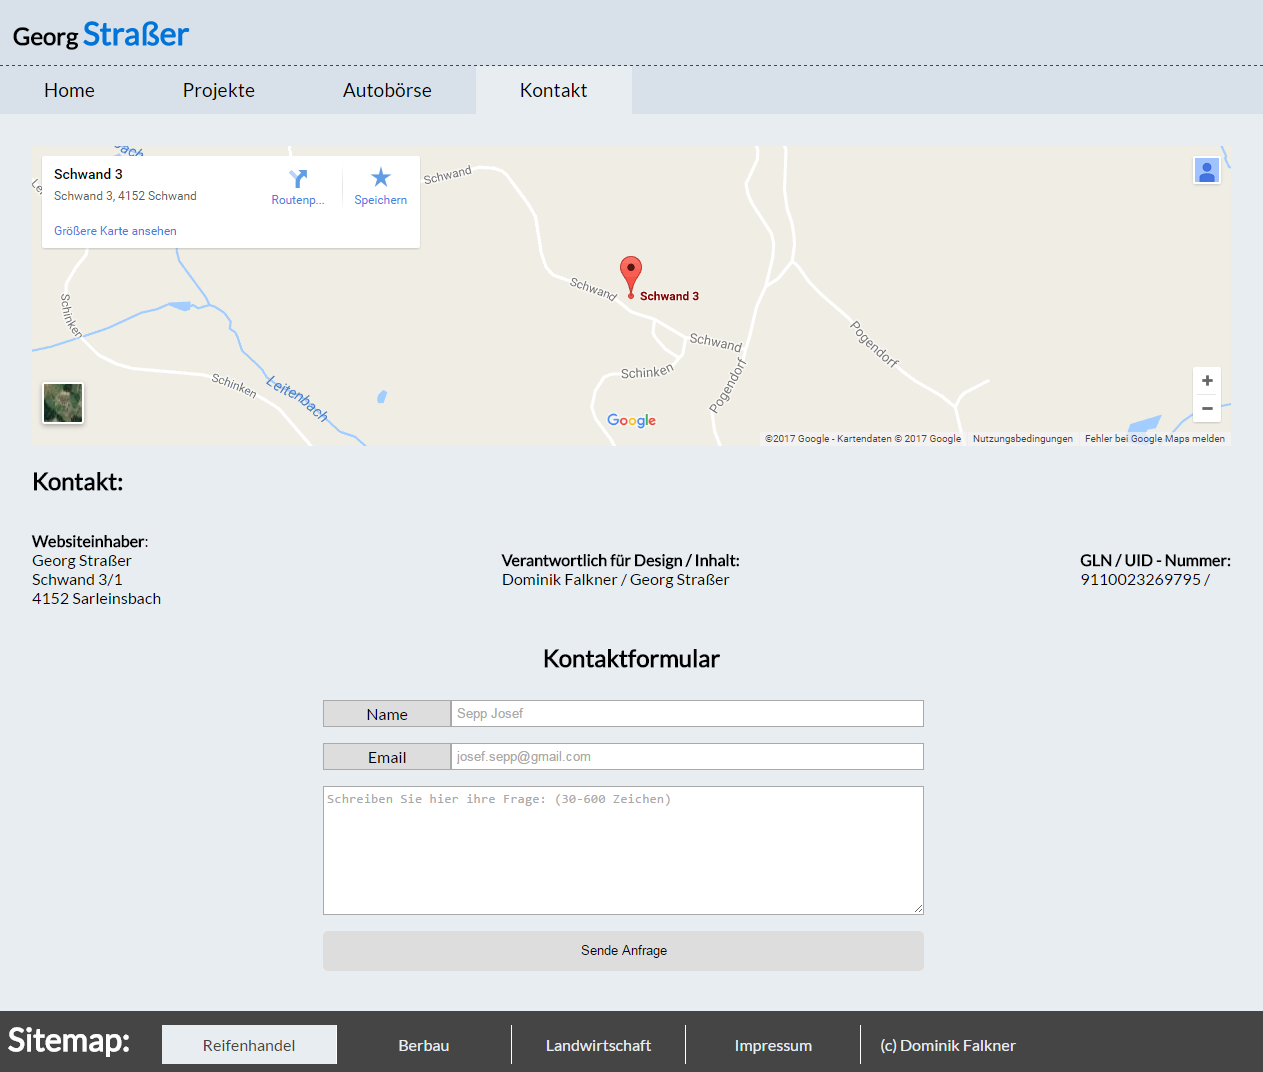 Georg Straßer
Home Projekte Autobörse Kontakt
Schwand 3
Schwand 3, 4152 Schwand
Routenp...
Speichern
Größere Karte ansehen
Schwand
Schinken
Schwand
Schwand 3
Schwand
Pogendorf
Schinken
Pogendorf
Schinken
Leitenbach
Google
©2017 Google - Kartendaten © 2017 Google Nutzungsbedingungen Fehler bei Google Maps melden
Kontakt:
Websiteinhaber:
Georg Straßer
Schwand 3/1
4152 Sarleinsbach
Verantwortlich für Design / Inhalt:
Dominik Falkner / Georg Straßer
GLN / UID - Nummer:
9110023269795 /
Kontaktformular
Name Sepp Josef
Email josef.sepp@gmail.com
Schreiben Sie hier ihre Frage: (30-600 Zeichen)
Sende Anfrage
Sitemap: Reifenhandel Berbau Landwirtschaft Impressum (c) Dominik Falkner